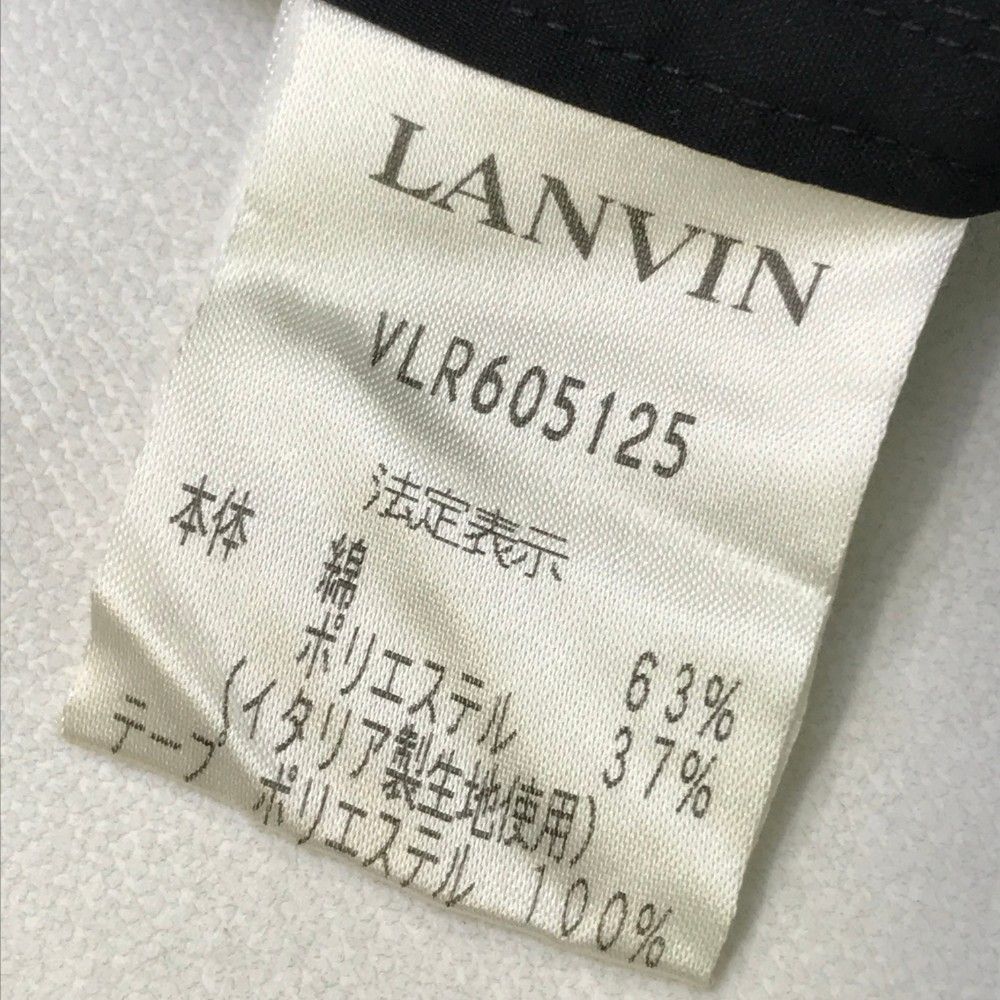 LANVIN
VLR605125
法定表示
本体 綿 63%
ポリエステル 37%
(イタリア製生地使用)
テープ ポリエステル 100%